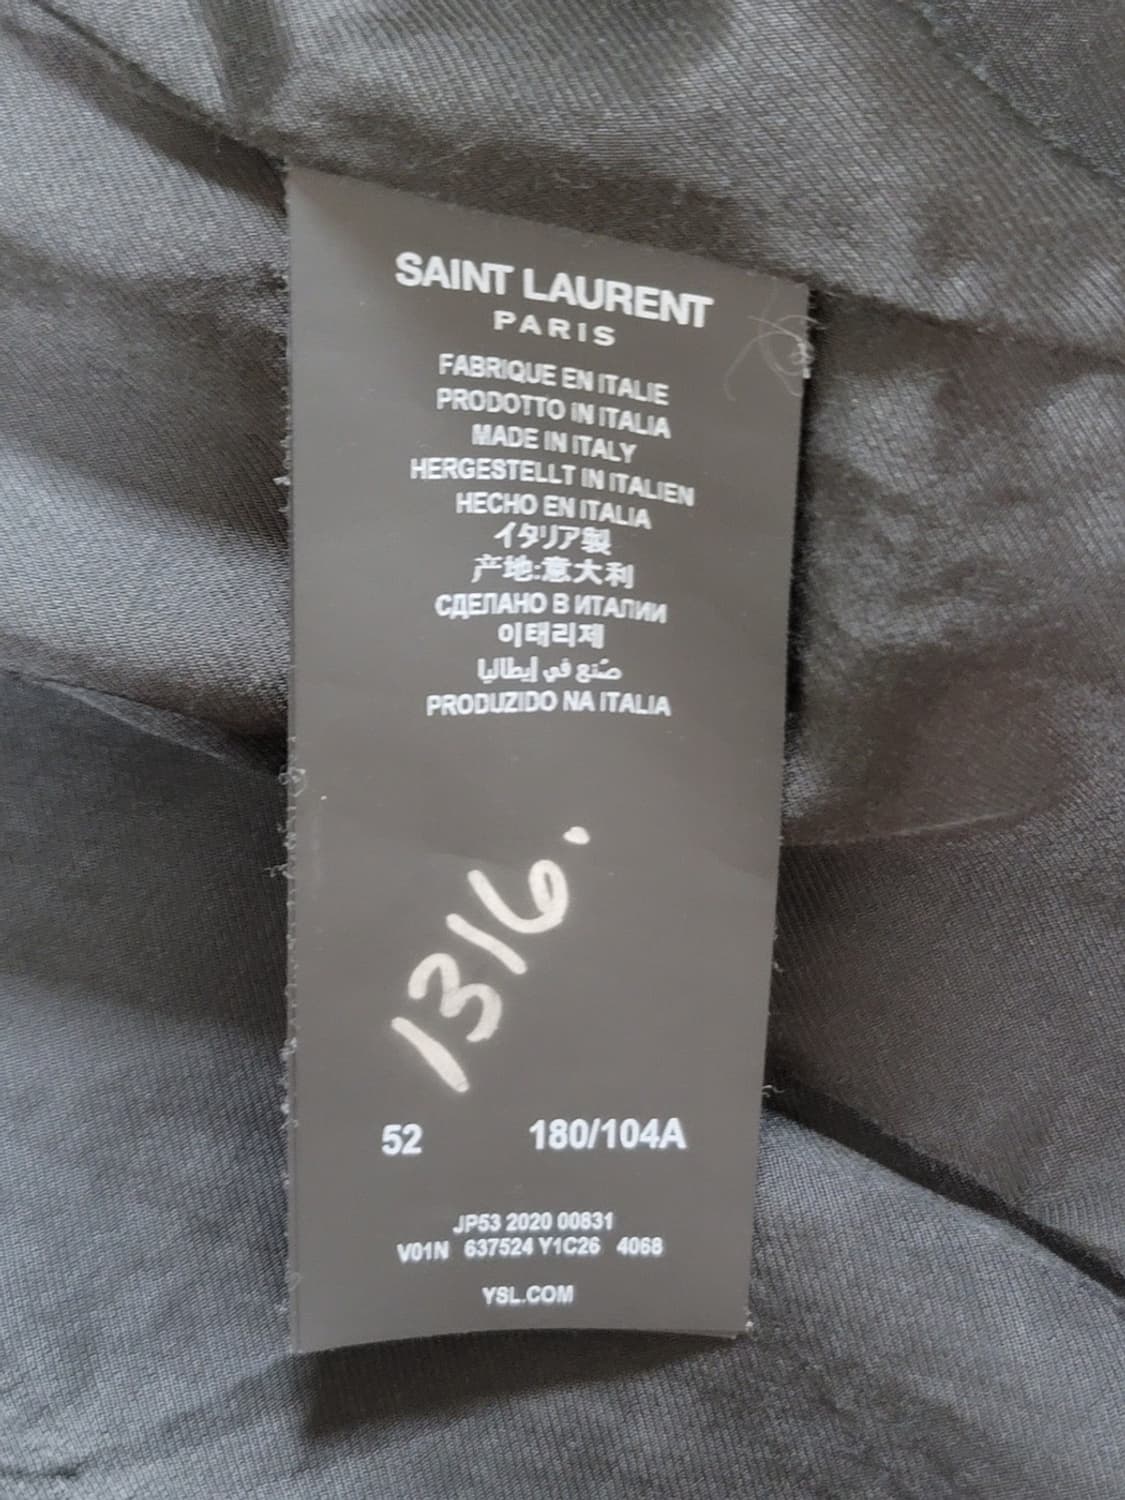 SAINT LAURENT
PARIS
FABRIQUE EN ITALIE
PRODOTTO IN ITALIA
MADE IN ITALY
HERGESTELLT IN ITALIEN
HECHO EN ITALIA
イタリア製
产地:意大利
СДЕЛАНО В ИТАЛИИ
이태리제
صُنع في إيطاليا
PRODUZIDO NA ITALIA
1316.
52 180/104A
JP53 2020 00831
V01N 637524 Y1C26 4068
YSL.COM